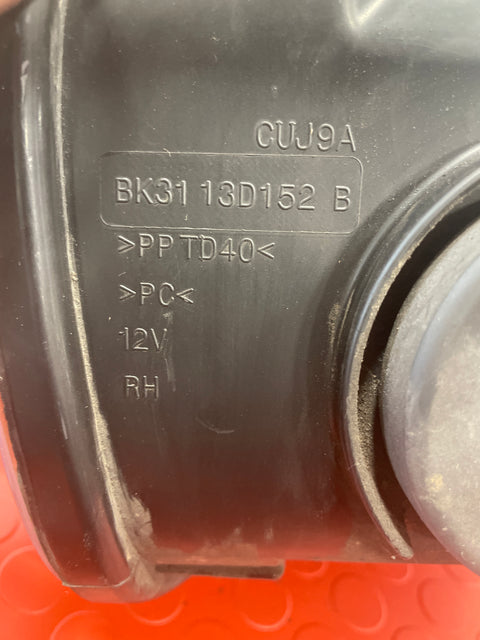 CUJ9A
BK31 13D152 B
>PP TD40<
>PC<
12V
RH